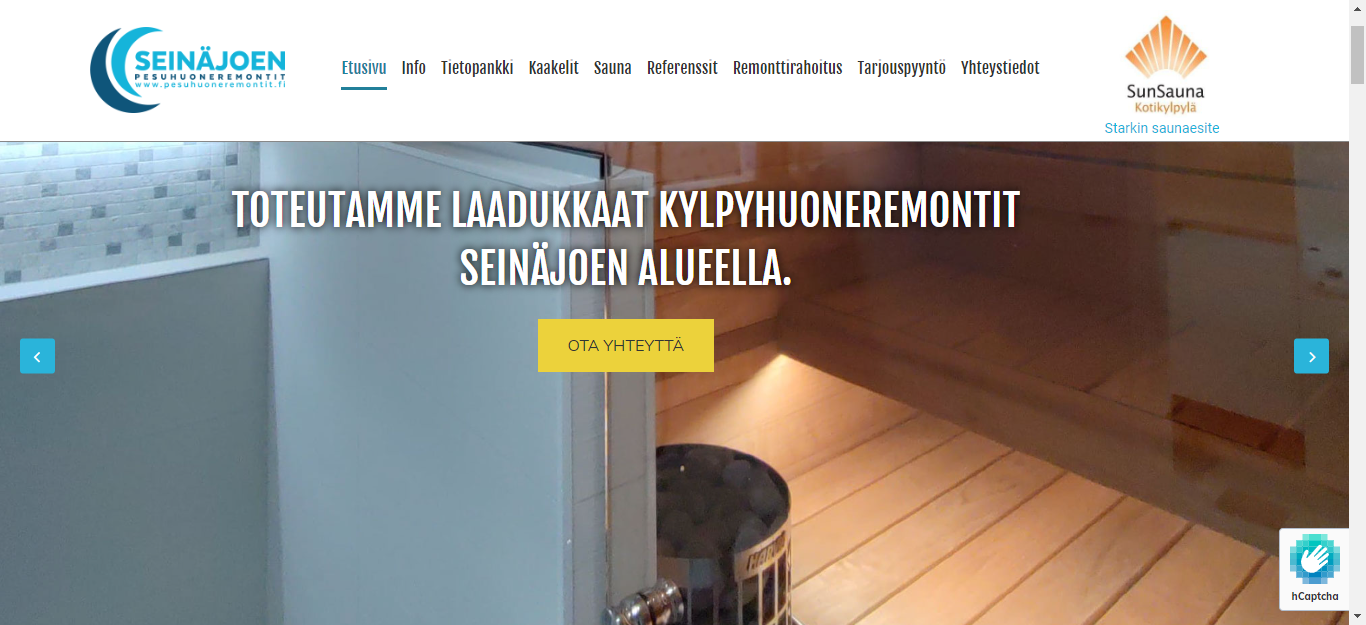 SEINÄJOEN
PESUHUONEREMONTIT
www.pesuhuoneremontit.fi
Etusivu Info Tietopankki Kaakelit Sauna Referenssit Remonttirahoitus Tarjouspyyntö Yhteystiedot
SunSauna
Kotikylpylä
Starkin saunaesite
TOTEUTAMME LAADUKKAAT KYLPYHUONEREMONTIT
SEINÄJOEN ALUEELLA.
OTA YHTEYTTÄ
hCaptcha